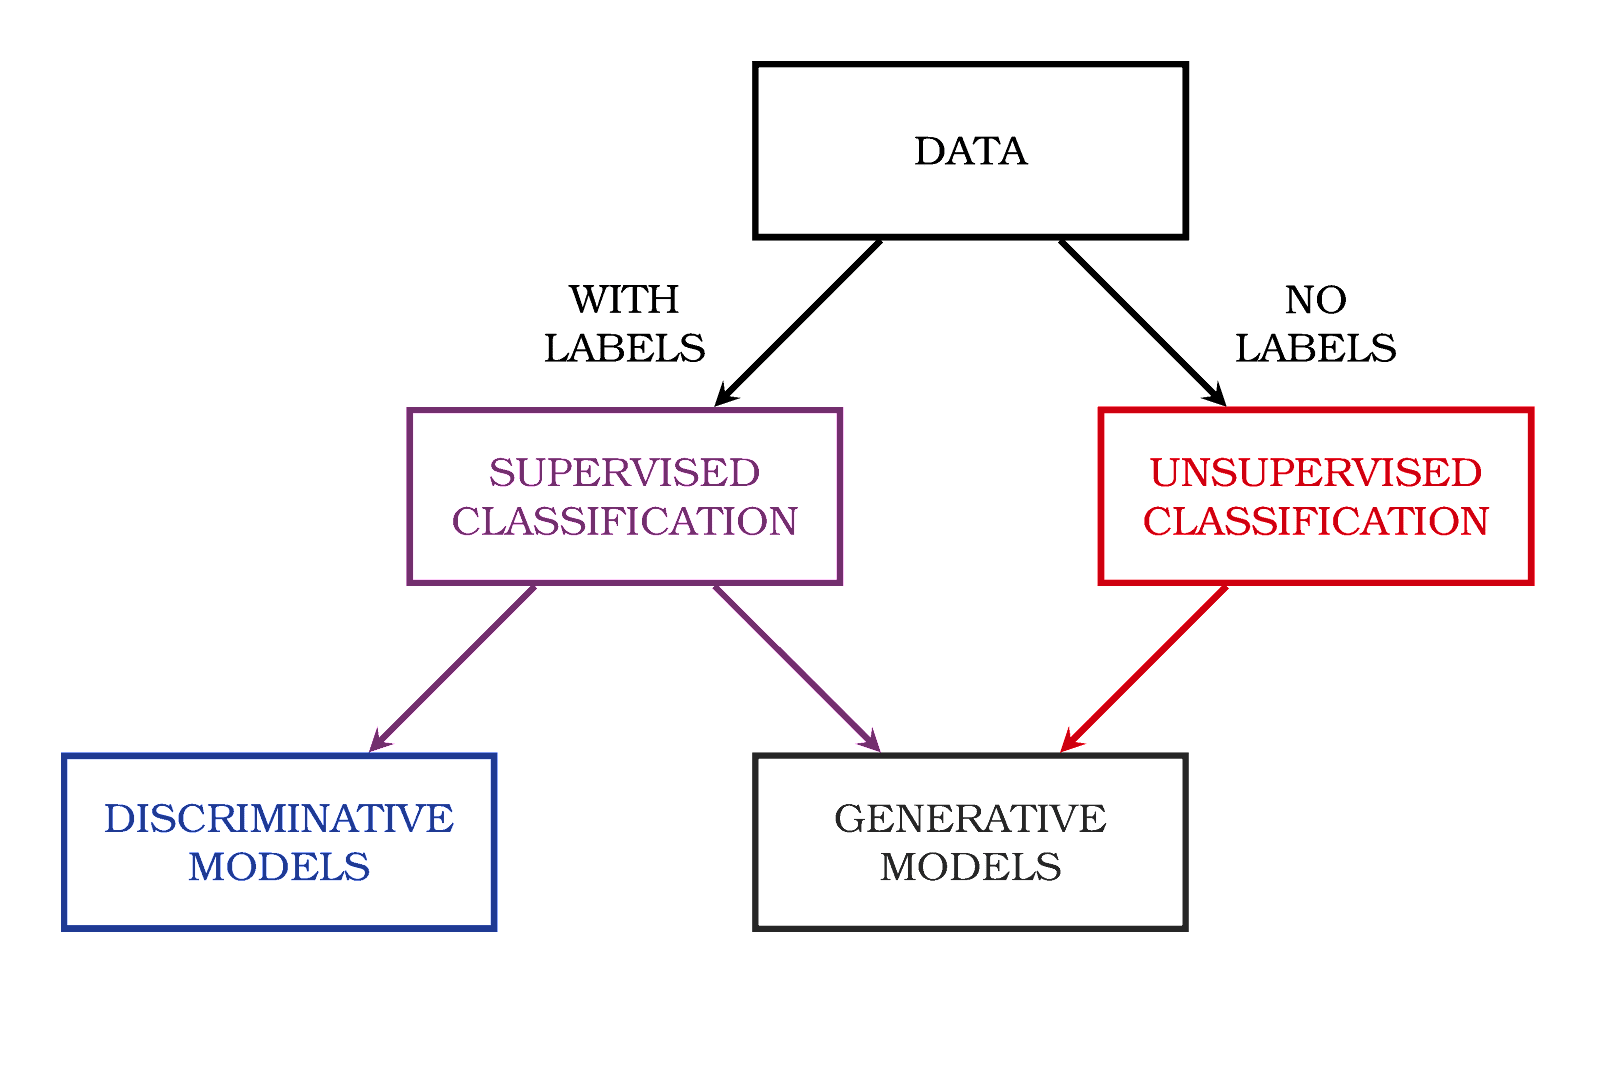 DATA
WITH
LABELS
NO
LABELS
SUPERVISED
CLASSIFICATION
UNSUPERVISED
CLASSIFICATION
DISCRIMINATIVE
MODELS
GENERATIVE
MODELS